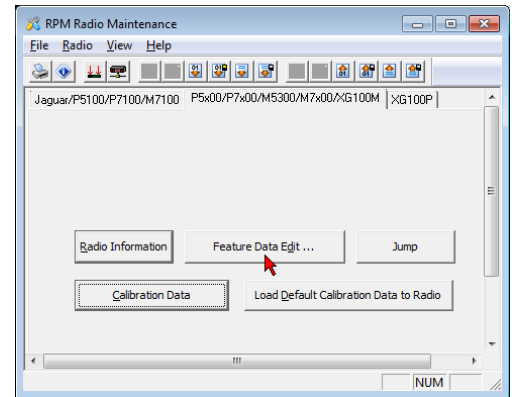 RPM Radio Maintenance
File Radio View Help
Jaguar/P5100/P7100/M7100 P5x00/P7x00/M5300/M7x00/XG100M XG100P
Radio Information Feature Data Edit ... Jump
Calibration Data Load Default Calibration Data to Radio
NUM